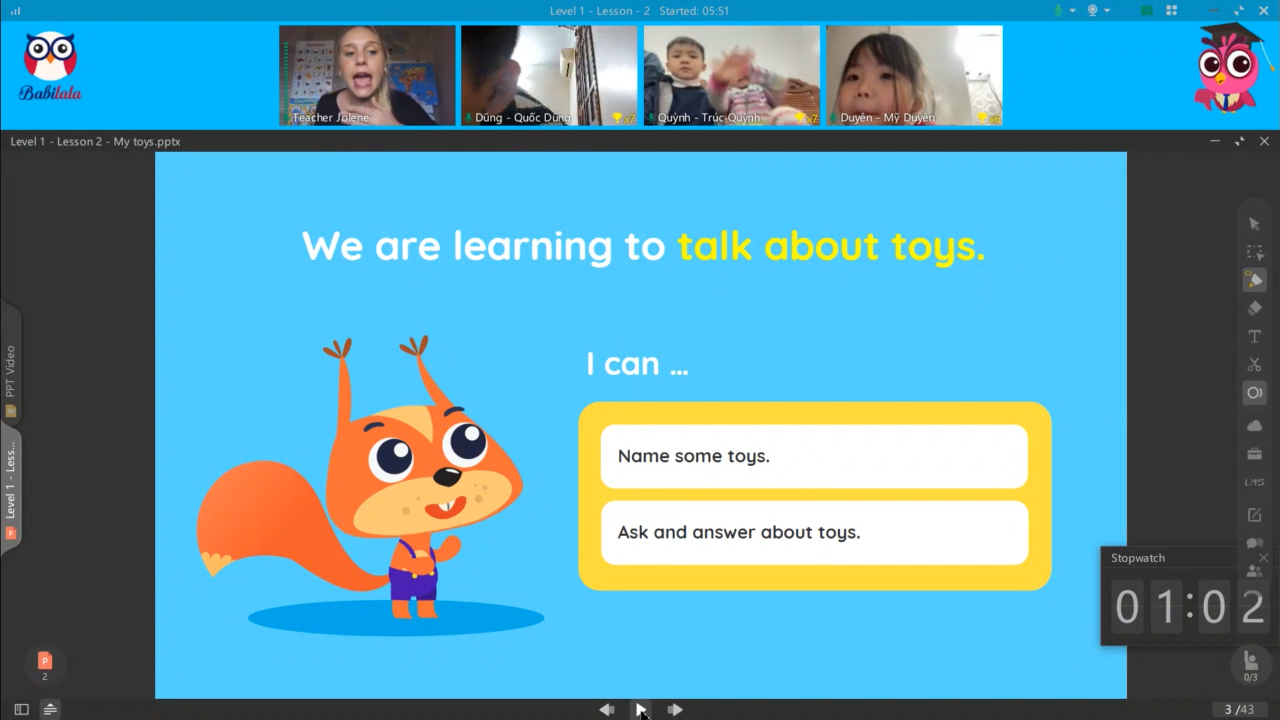 Level 1 - Lesson - 2 Started: 05:51
Babilala
Teacher Jolene
Dũng - Quốc Dũng
x7
Quỳnh - Trúc Quỳnh
x7
Duyên - Mỹ Duyên
Level 1 - Lesson 2 - My toys.pptx
We are learning to talk about toys.
I can ...
Name some toys.
Ask and answer about toys.
PPT Video
Level 1 - Less...
LMS
Stopwatch
01:02
2
0/3
3 /43